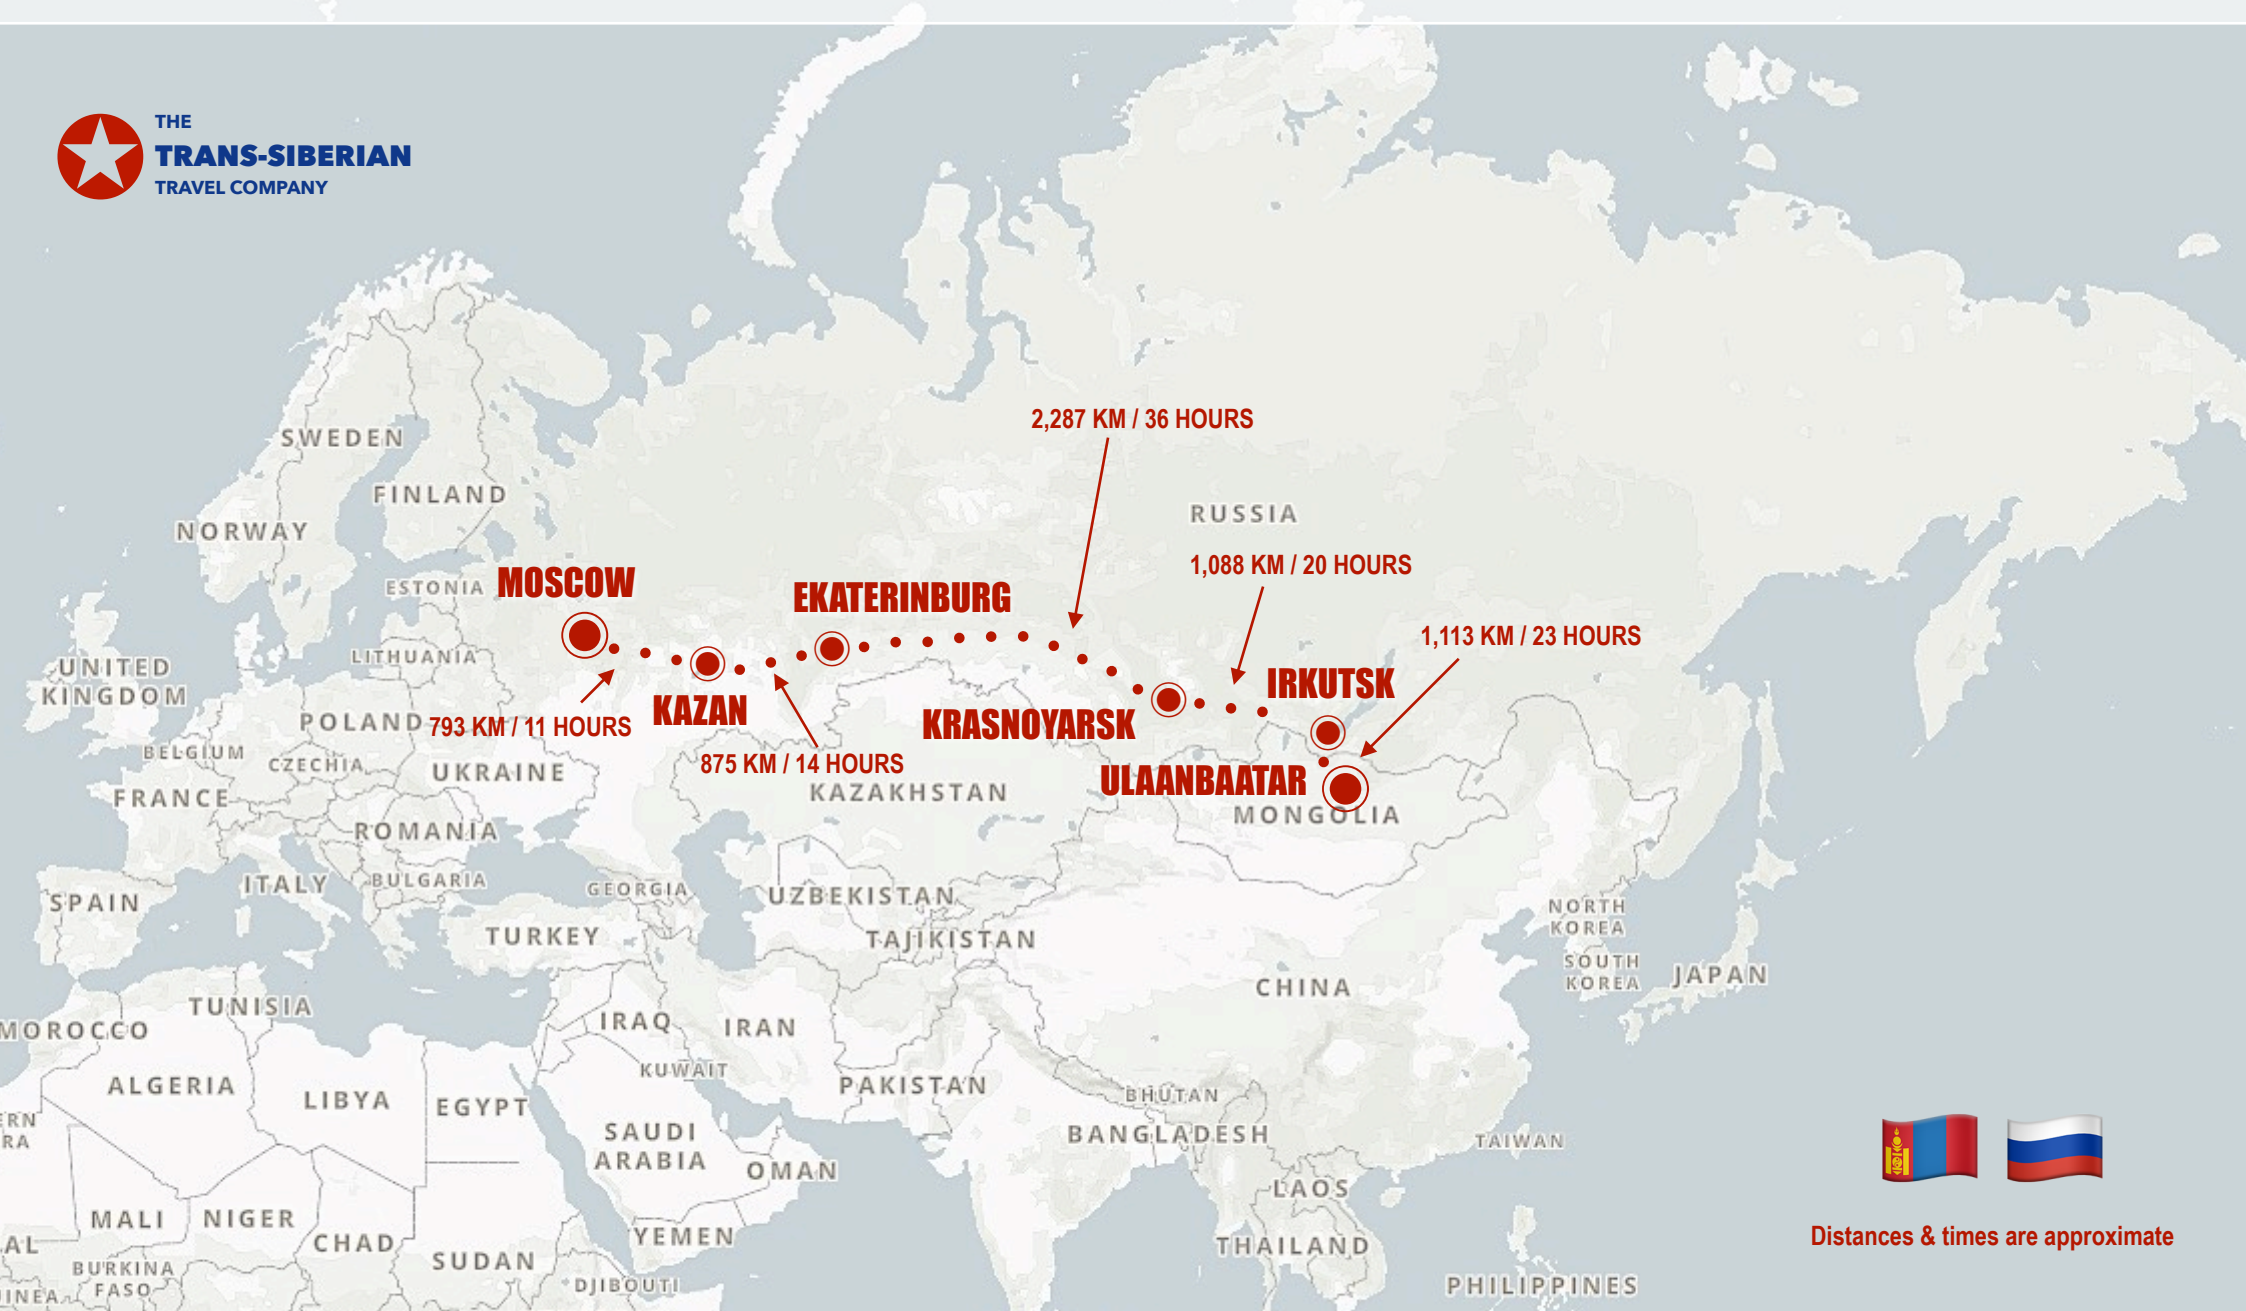 THE
TRANS-SIBERIAN
TRAVEL COMPANY
2,287 KM / 36 HOURS
SWEDEN
FINLAND
RUSSIA
NORWAY
1,088 KM / 20 HOURS
MOSCOW
ESTONIA
EKATERINBURG
1,113 KM / 23 HOURS
LITHUANIA
UNITED
KINGDOM
IRKUTSK
KAZAN
POLAND
793 KM / 11 HOURS
KRASNOYARSK
BELGIUM
CZECHIA
875 KM / 14 HOURS
UKRAINE
ULAANBAATAR
KAZAKHSTAN
FRANCE
MONGOLIA
ROMANIA
ITALY
BULGARIA
GEORGIA
UZBEKISTAN
SPAIN
NORTH
KOREA
TURKEY
TAJIKISTAN
SOUTH
KOREA
JAPAN
CHINA
TUNISIA
MOROCCO
IRAQ
IRAN
KUWAIT
ALGERIA
LIBYA
EGYPT
PAKISTAN
BHUTAN
ERN
RA
SAUDI
ARABIA
BANGLADESH
TAIWAN
OMAN
LAOS
MALI
NIGER
CHAD
YEMEN
THAILAND
Distances & times are approximate
AL
BURKINA
FASO
SUDAN
DJIBOUTI
PHILIPPINES
INEA